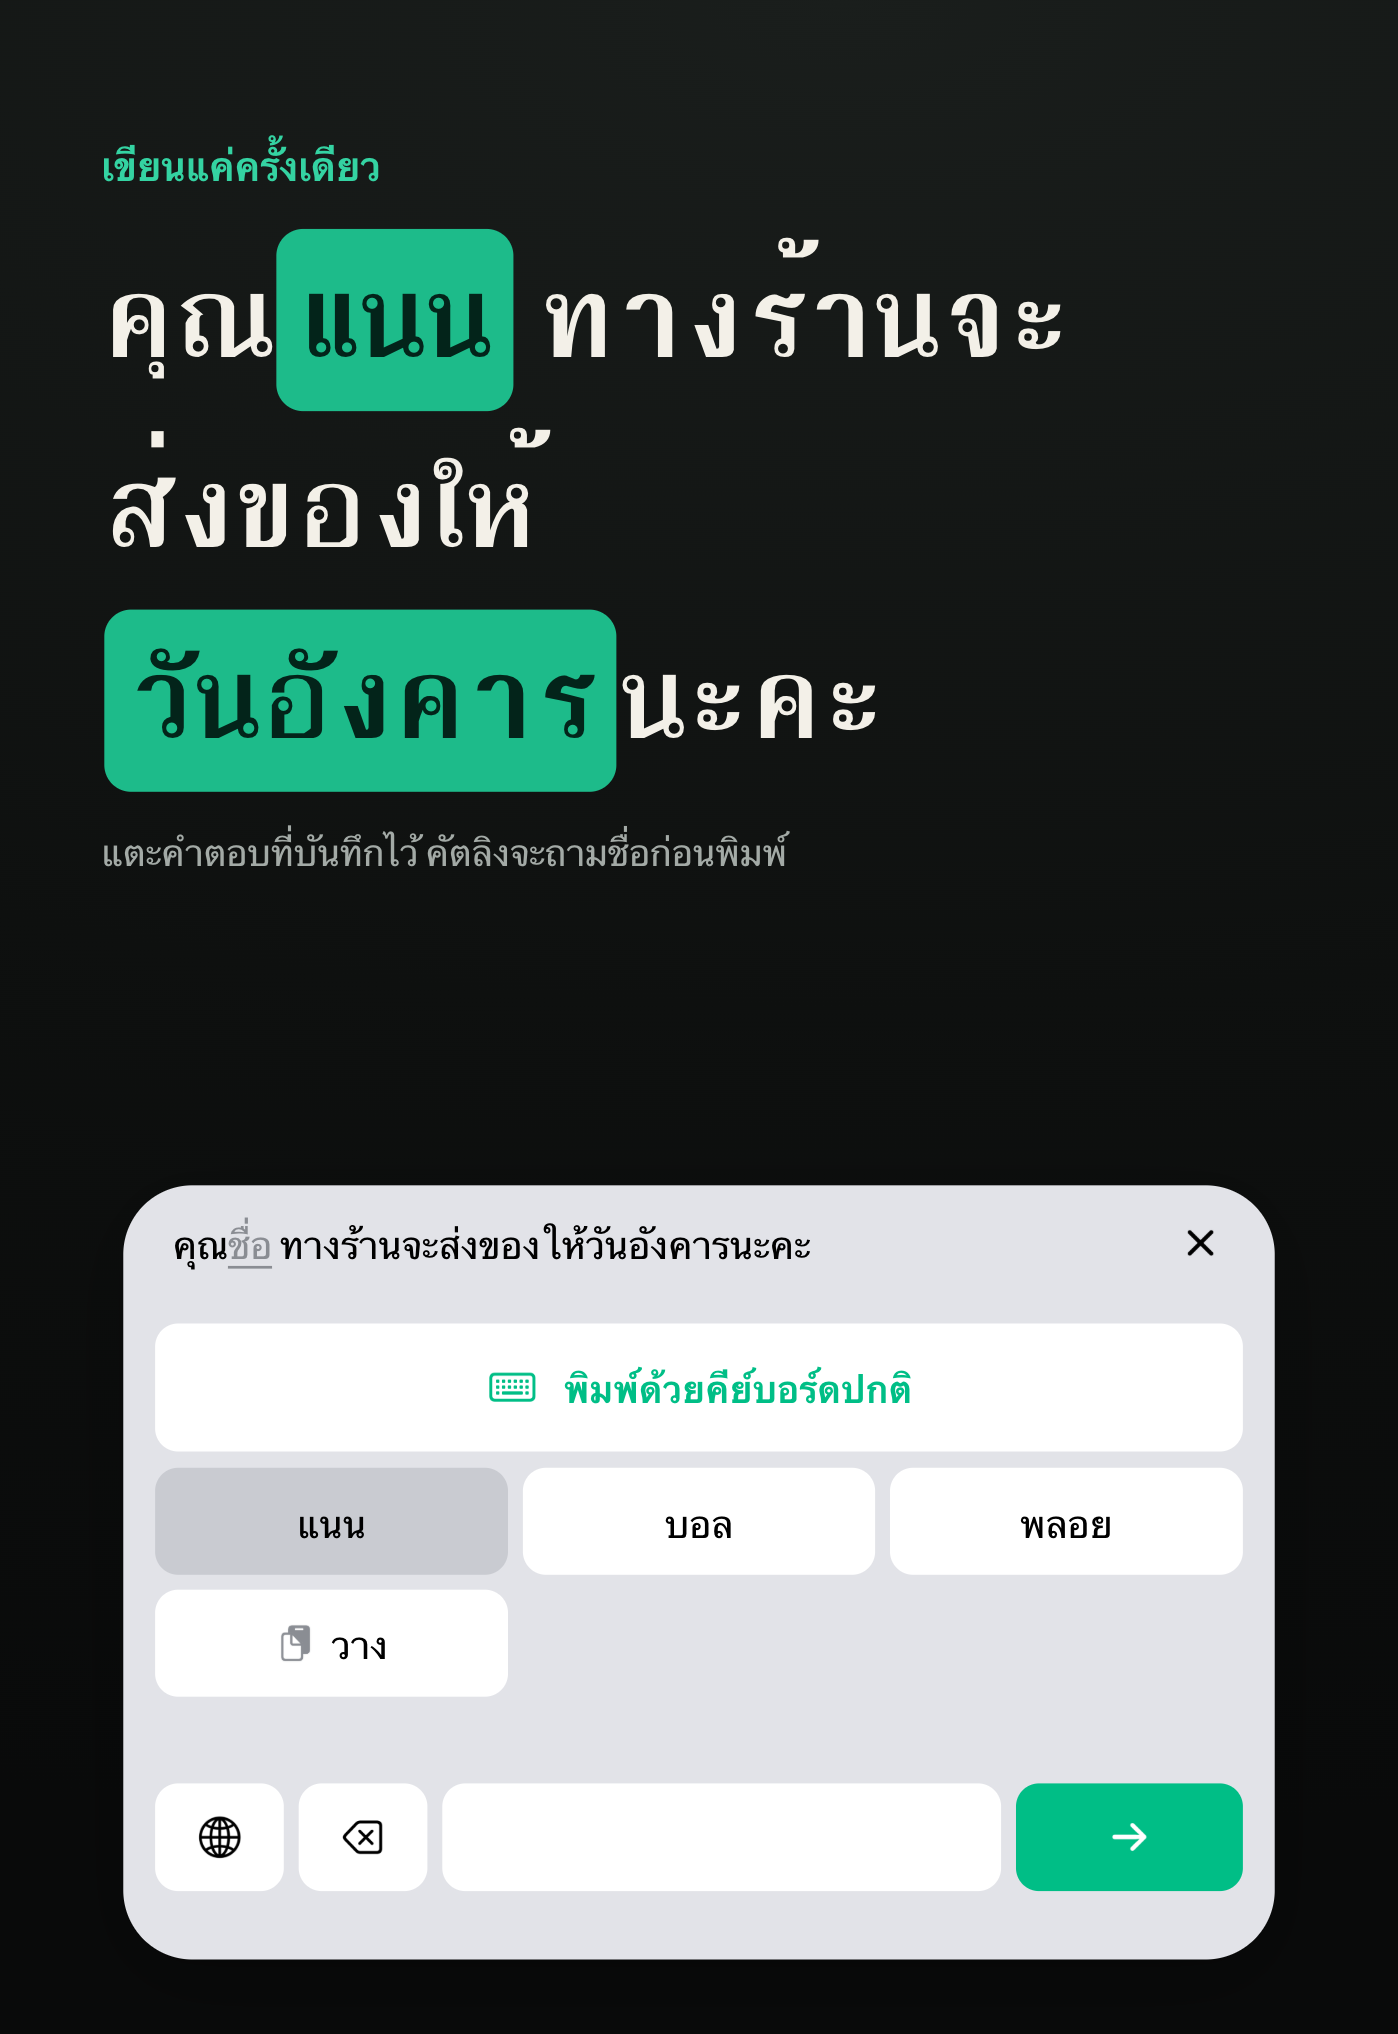 เขียนแค่ครั้งเดียว
คุณแนน ทางร้านจะ
ส่งของให้
วันอังคารนะคะ
แตะคำตอบที่บันทึกไว้ คัตลิงจะถามชื่อก่อนพิมพ์
คุณชื่อ ทางร้านจะส่งของให้วันอังคารนะคะ
พิมพ์ด้วยคีย์บอร์ดปกติ
แนน
บอล
พลอย
วาง